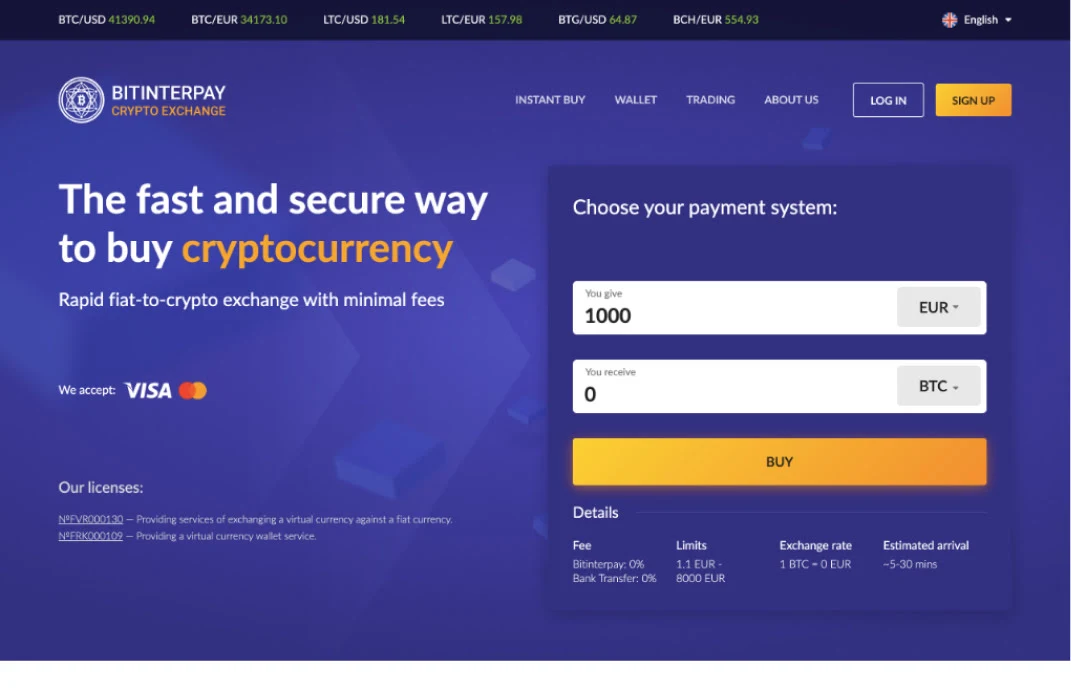 BTC/USD 41390.94 BTC/EUR 34173.10 LTC/USD 181.54 LTC/EUR 157.98 BTG/USD 64.87 BCH/EUR 554.93 English
BITINTERPAY
CRYPTO EXCHANGE
INSTANT BUY WALLET TRADING ABOUT US LOG IN SIGN UP
The fast and secure way
to buy cryptocurrency
Rapid fiat-to-crypto exchange with minimal fees
We accept: VISA
Our licenses:
№FVR000130 — Providing services of exchanging a virtual currency against a fiat currency.
№FRK000109 — Providing a virtual currency wallet service.
Choose your payment system:
You give
1000 EUR
You receive
0 BTC
BUY
Details
Fee Limits Exchange rate Estimated arrival
Bitinterpay: 0% 1.1 EUR - 1 BTC = 0 EUR ~5-30 mins
Bank Transfer: 0% 8000 EUR